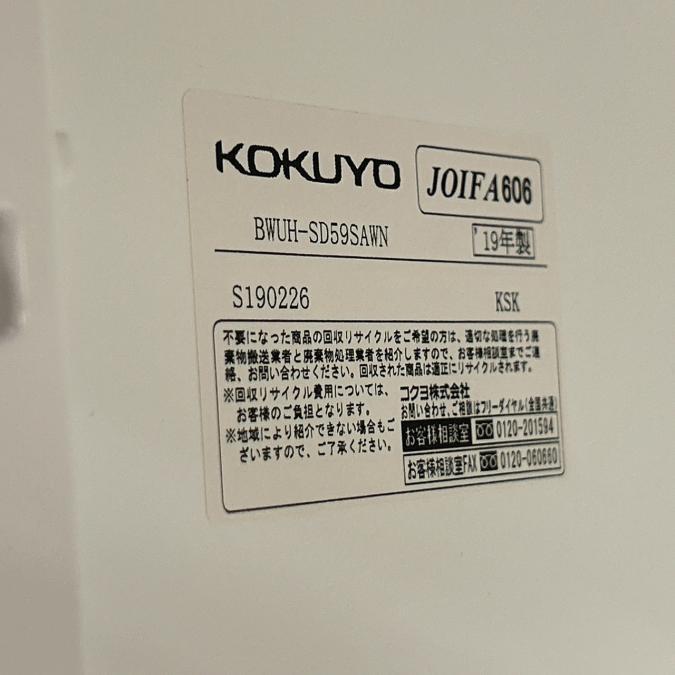 KOKUYO JOIFA606
BWUH-SD59SAWN '19年製
S190226 KSK
不要になった商品の回収リサイクルをご希望の方は、適切な処理を行う廃
棄物搬送業者と廃棄物処理業者を紹介しますので、お客様相談室までご連
絡、お問い合わせください。回収された商品は適正にリサイクルされます。
※回収リサイクル費用については、
お客様のご負担となります。
※地域により紹介できない場合もご
ざいますので、ご了承ください。
コクヨ株式会社
お問い合わせ、ご相談はフリーダイヤル(全国共通)
お客様相談室 0120-201594
お客様相談室FAX 0120-060660